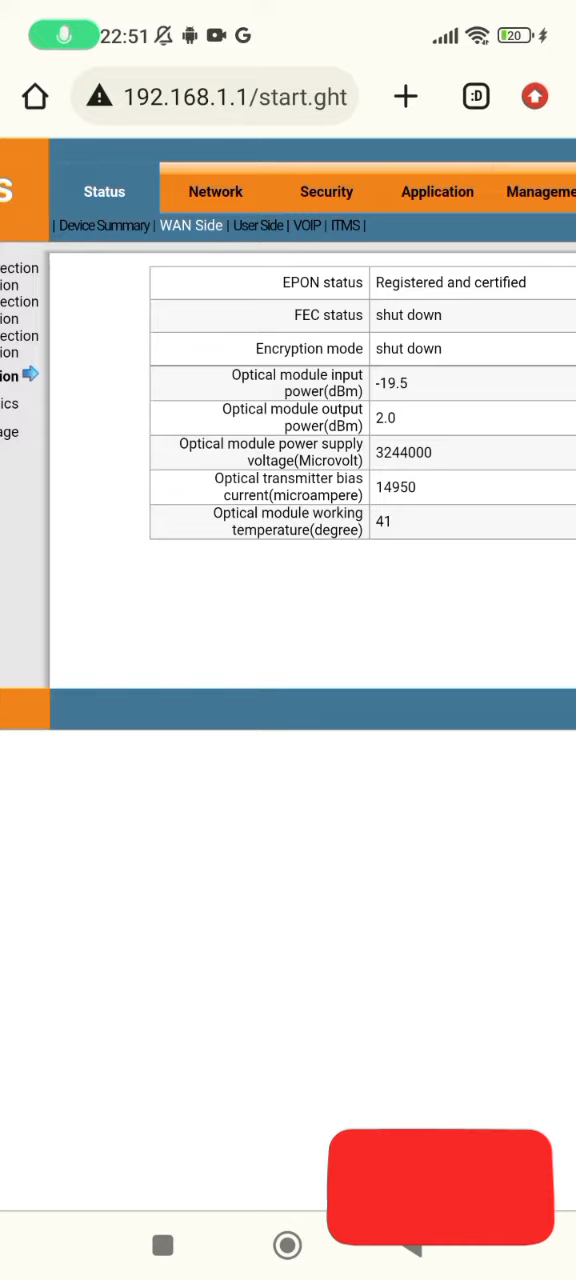 22:51 G 20
192.168.1.1/start.ght :D
s
Status Network Security Application Manageme
| Device Summary | WAN Side | User Side | VOIP | ITMS |
ection
ion
ection
ion
ection
ion
ion
ics
age
EPON status Registered and certified
FEC status shut down
Encryption mode shut down
Optical module input
power(dBm) -19.5
Optical module output
power(dBm) 2.0
Optical module power supply
voltage(Microvolt) 3244000
Optical transmitter bias
current(microampere) 14950
Optical module working
temperature(degree) 41